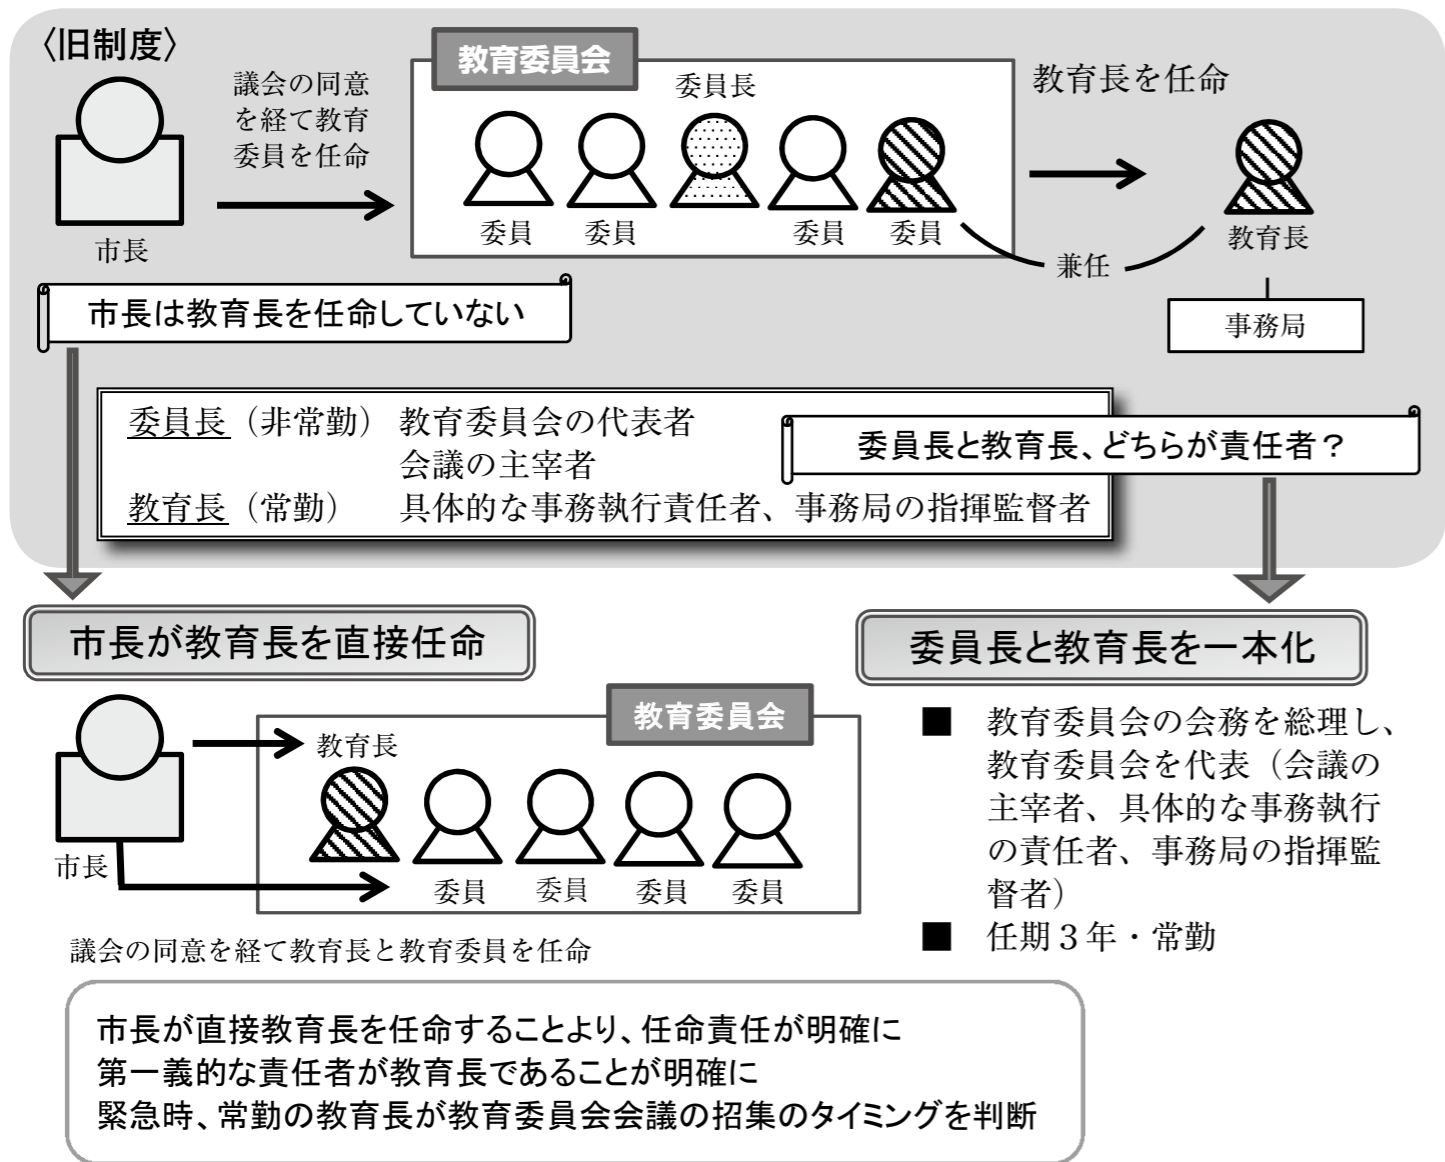 〈旧制度〉
市長
議会の同意
を経て教育
委員を任命
教育委員会
委員長
委員
委員
委員
委員
教育長を任命
教育長
兼任
事務局
市長は教育長を任命していない
委員長（非常勤） 教育委員会の代表者
会議の主宰者
教育長（常勤） 具体的な事務執行責任者、事務局の指揮監督者
委員長と教育長、どちらが責任者？
市長が教育長を直接任命
市長
教育委員会
教育長
委員
委員
委員
委員
議会の同意を経て教育長と教育委員を任命
委員長と教育長を一本化
■ 教育委員会の会務を総理し、
教育委員会を代表（会議の
主宰者、具体的な事務執行
の責任者、事務局の指揮監
督者）
■ 任期３年・常勤
市長が直接教育長を任命することより、任命責任が明確に
第一義的な責任者が教育長であることが明確に
緊急時、常勤の教育長が教育委員会会議の招集のタイミングを判断